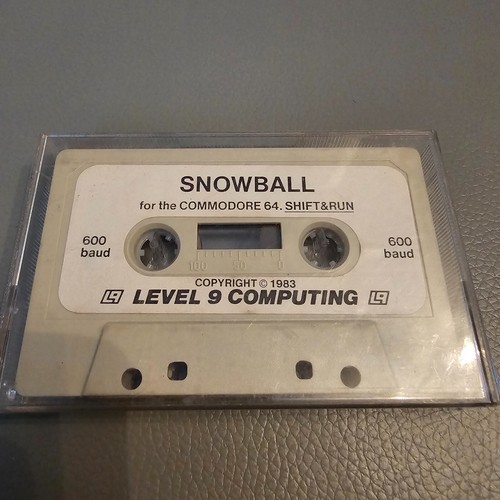 SNOWBALL
for the COMMODORE 64. SHIFT&RUN
600 baud
600 baud
100 50 0
COPYRIGHT © 1983
L9 LEVEL 9 COMPUTING L9